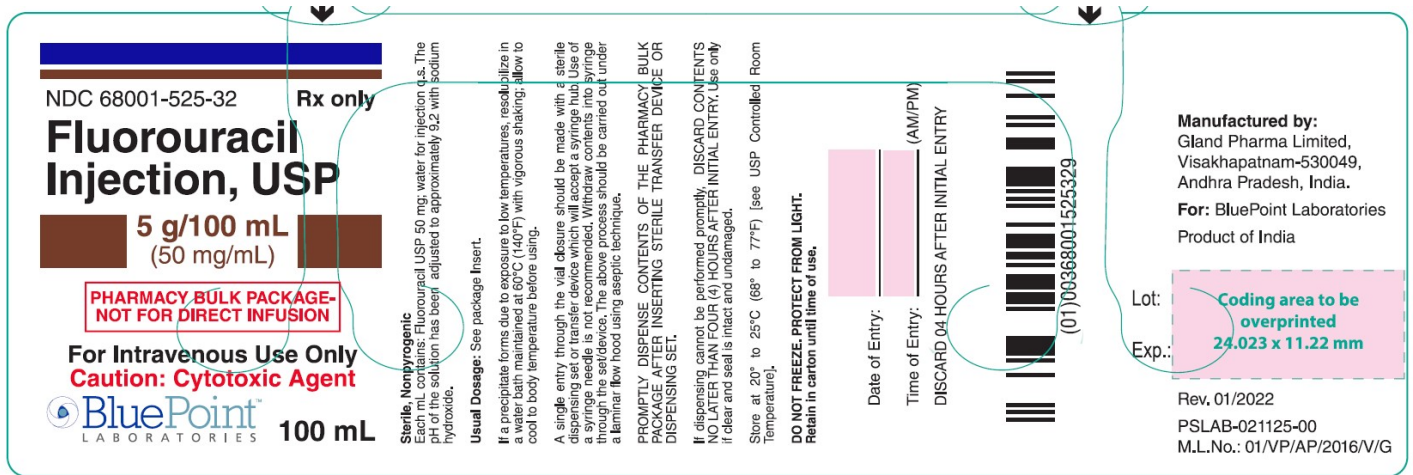 NDC 68001-525-32 Rx only
Fluorouracil
Injection, USP
5 g/100 mL
(50 mg/mL)
PHARMACY BULK PACKAGE-
NOT FOR DIRECT INFUSION
For Intravenous Use Only
Caution: Cytotoxic Agent
BluePoint™
LABORATORIES
100 mL
Sterile, Nonpyrogenic
Each mL contains: Fluorouracil USP 50 mg; water for injection q.s. The
pH of the solution has been adjusted to approximately 9.2 with sodium
hydroxide.
Usual Dosage: See package Insert.
If a precipitate forms due to exposure to low temperatures, resolubilize in
a water bath maintained at 60°C (140°F) with vigorous shaking; allow to
cool to body temperature before using.
A single entry through the vial closure should be made with a sterile
dispensing set or transfer device which will accept a syringe hub. Use of
a syringe needle is not recommended. Withdraw contents into syringe
through the set/device. The above process should be carried out under
a laminar flow hood using aseptic technique.
PROMPTLY DISPENSE CONTENTS OF THE PHARMACY BULK
PACKAGE AFTER INSERTING STERILE TRANSFER DEVICE OR
DISPENSING SET.
If dispensing cannot be performed promptly, DISCARD CONTENTS
NO LATER THAN FOUR (4) HOURS AFTER INITIAL ENTRY. Use only
if clear and seal is intact and undamaged.
Store at 20° to 25°C (68° to 77°F) [see USP Controlled Room
Temperature].
DO NOT FREEZE. PROTECT FROM LIGHT.
Retain in carton until time of use.
Date of Entry:
Time of Entry: (AM/PM)
DISCARD 04 HOURS AFTER INITIAL ENTRY
(01)00368001525329
Manufactured by:
Gland Pharma Limited,
Visakhapatnam-530049,
Andhra Pradesh, India.
For: BluePoint Laboratories
Product of India
Lot:
Exp.:
Coding area to be
overprinted
24.023 x 11.22 mm
Rev. 01/2022
PSLAB-021125-00
M.L.No.: 01/VP/AP/2016/V/G